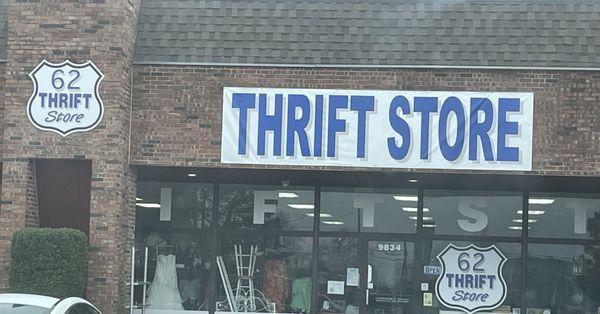 62
THRIFT
Store
THRIFT STORE
I F T S T
9834
OPEN
62
THRIFT
Store